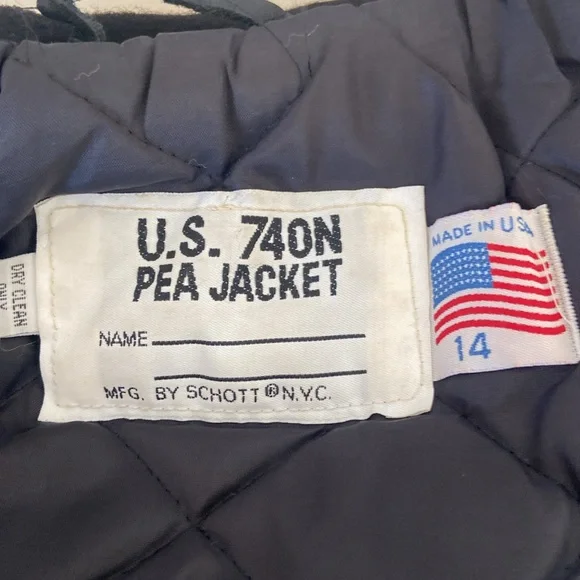 U.S. 740N
PEA JACKET
NAME
MFG. BY SCHOTT® N.Y.C.
MADE IN USA
14
DRY CLEAN
ONLY